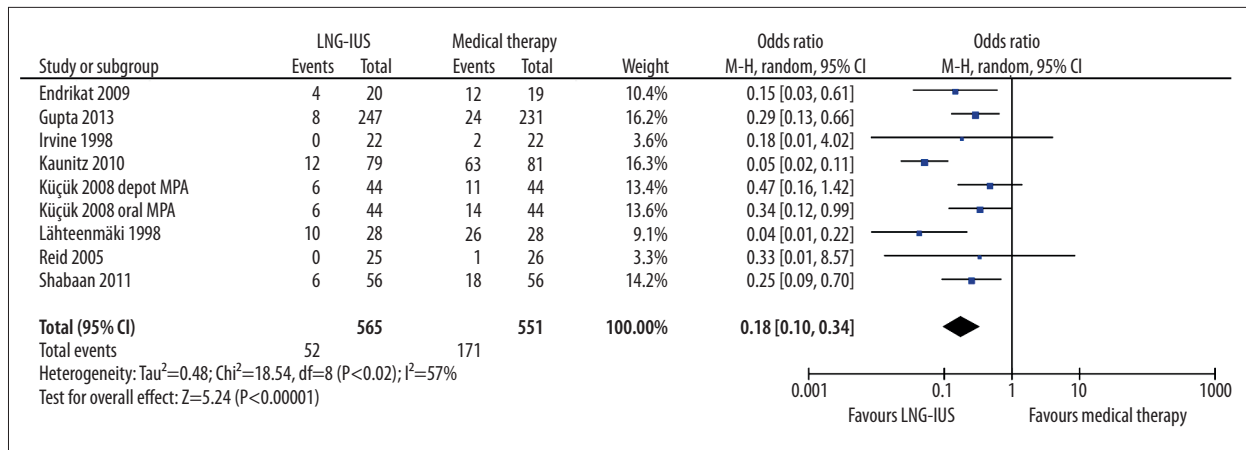 LNG-IUS Medical therapy Odds ratio Odds ratio
Study or subgroup Events Total Events Total Weight M-H, random, 95% CI M-H, random, 95% CI
Endrikat 2009 4 20 12 19 10.4% 0.15 [0.03, 0.61]
Gupta 2013 8 247 24 231 16.2% 0.29 [0.13, 0.66]
Irvine 1998 0 22 2 22 3.6% 0.18 [0.01, 4.02]
Kaunitz 2010 12 79 63 81 16.3% 0.05 [0.02, 0.11]
Küçük 2008 depot MPA 6 44 11 44 13.4% 0.47 [0.16, 1.42]
Küçük 2008 oral MPA 6 44 14 44 13.6% 0.34 [0.12, 0.99]
Lähteenmäki 1998 10 28 26 28 9.1% 0.04 [0.01, 0.22]
Reid 2005 0 25 1 26 3.3% 0.33 [0.01, 8.57]
Shabaan 2011 6 56 18 56 14.2% 0.25 [0.09, 0.70]
Total (95% CI) 565 551 100.00% 0.18 [0.10, 0.34]
Total events 52 171
Heterogeneity: Tau²=0.48; Chi²=18.54, df=8 (P<0.02); I²=57%
Test for overall effect: Z=5.24 (P<0.00001)
0.001 0.1 1 10 1000
Favours LNG-IUS Favours medical therapy